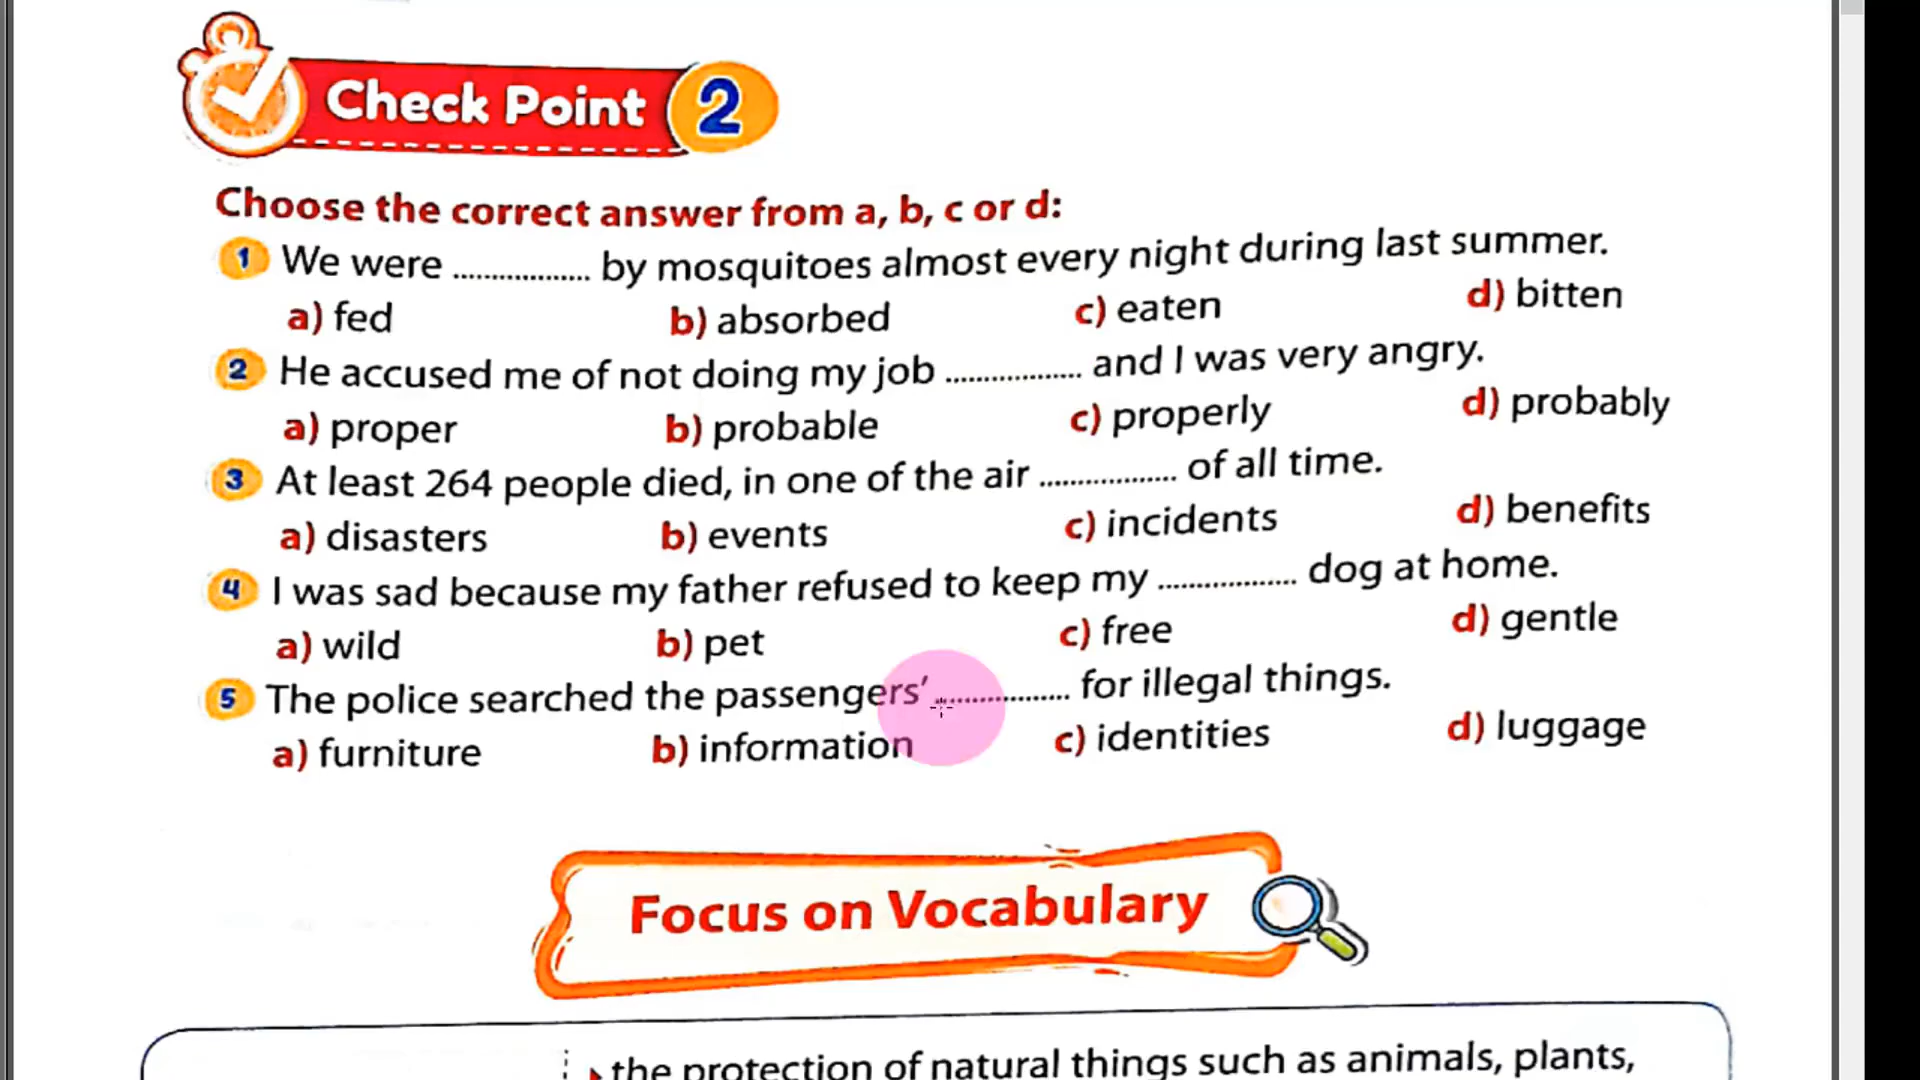 Check Point 2
Choose the correct answer from a, b, c or d:
1 We were .................. by mosquitoes almost every night during last summer.
a) fed b) absorbed c) eaten d) bitten
2 He accused me of not doing my job .................. and I was very angry.
a) proper b) probable c) properly d) probably
3 At least 264 people died, in one of the air .................. of all time.
a) disasters b) events c) incidents d) benefits
4 I was sad because my father refused to keep my .................. dog at home.
a) wild b) pet c) free d) gentle
5 The police searched the passengers' .................. for illegal things.
a) furniture b) information c) identities d) luggage
Focus on Vocabulary
the protection of natural things such as animals, plants,